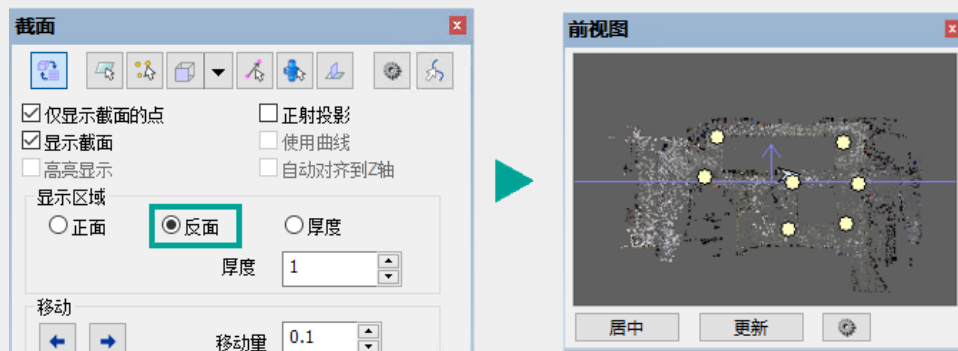 截面
仅显示截面的点
正射投影
显示截面
使用曲线
高亮显示
自动对齐到Z轴
显示区域
正面
反面
厚度
厚度
1
移动
移动量
0.1
前视图
居中
更新